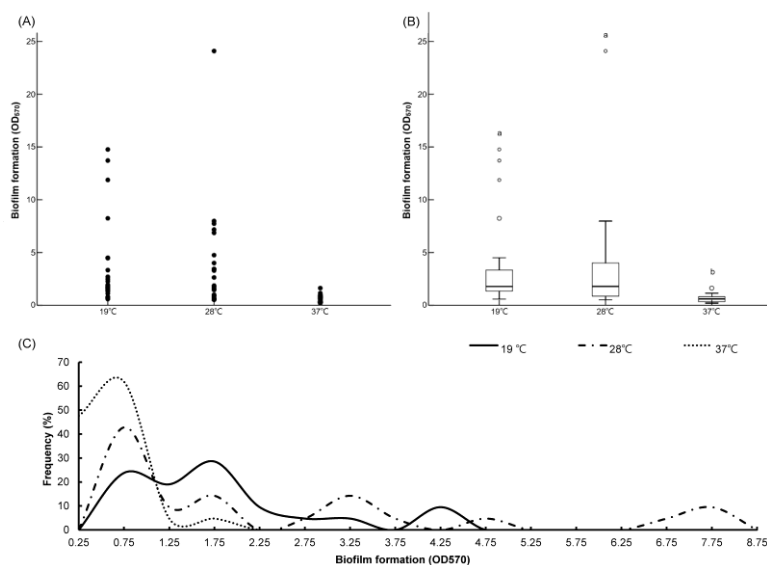 (A)
Biofilm formation (OD₅₇₀)
25
20
15
10
5
0
19℃
28℃
37℃
(B)
Biofilm formation (OD₅₇₀)
25
20
15
10
5
0
a
a
b
19℃
28℃
37℃
(C)
19 ℃
28℃
37℃
Frequency (%)
70
60
50
40
30
20
10
0
0.25 0.75 1.25 1.75 2.25 2.75 3.25 3.75 4.25 4.75 5.25 5.75 6.25 6.75 7.25 7.75 8.75
Biofilm formation (OD570)